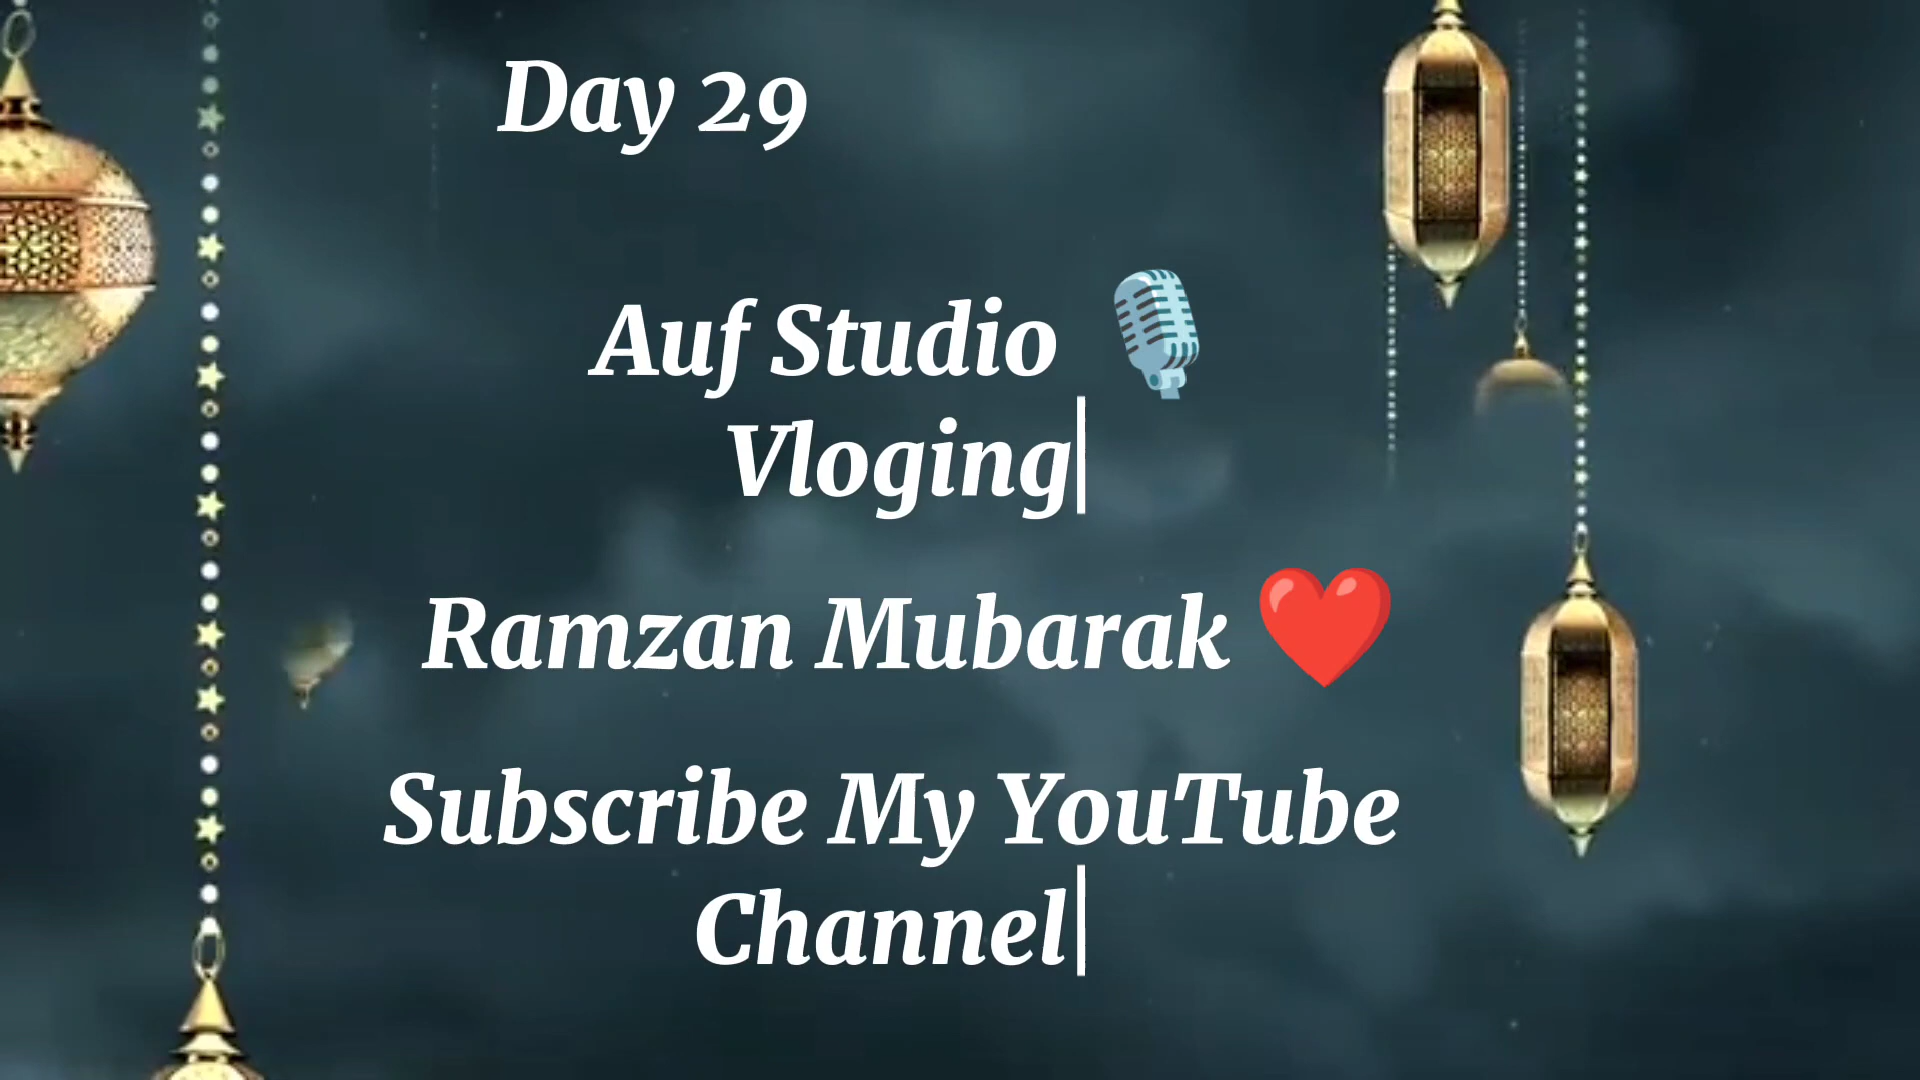 Day 29
Auf Studio 🎙️
Vloging
Ramzan Mubarak ❤️
Subscribe My YouTube
Channel